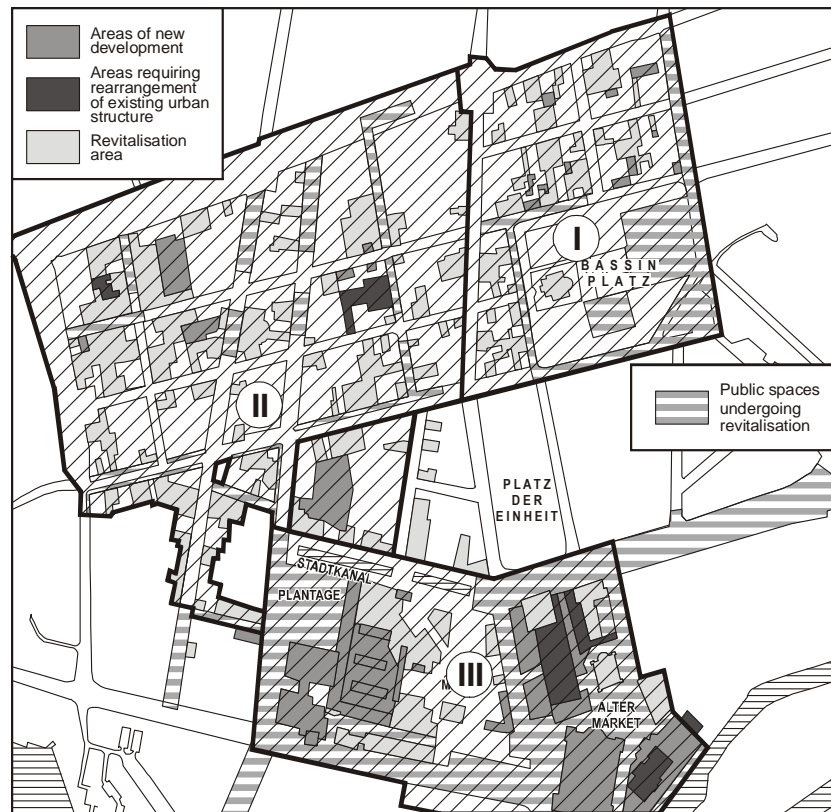 Areas of new
development
Areas requiring
rearrangement
of existing urban
structure
Revitalisation
area
I
BASSIN
PLATZ
Public spaces
undergoing
revitalisation
II
PLATZ
DER
EINHEIT
STADTKANAL
PLANTAGE
III
ALTER
MARKET